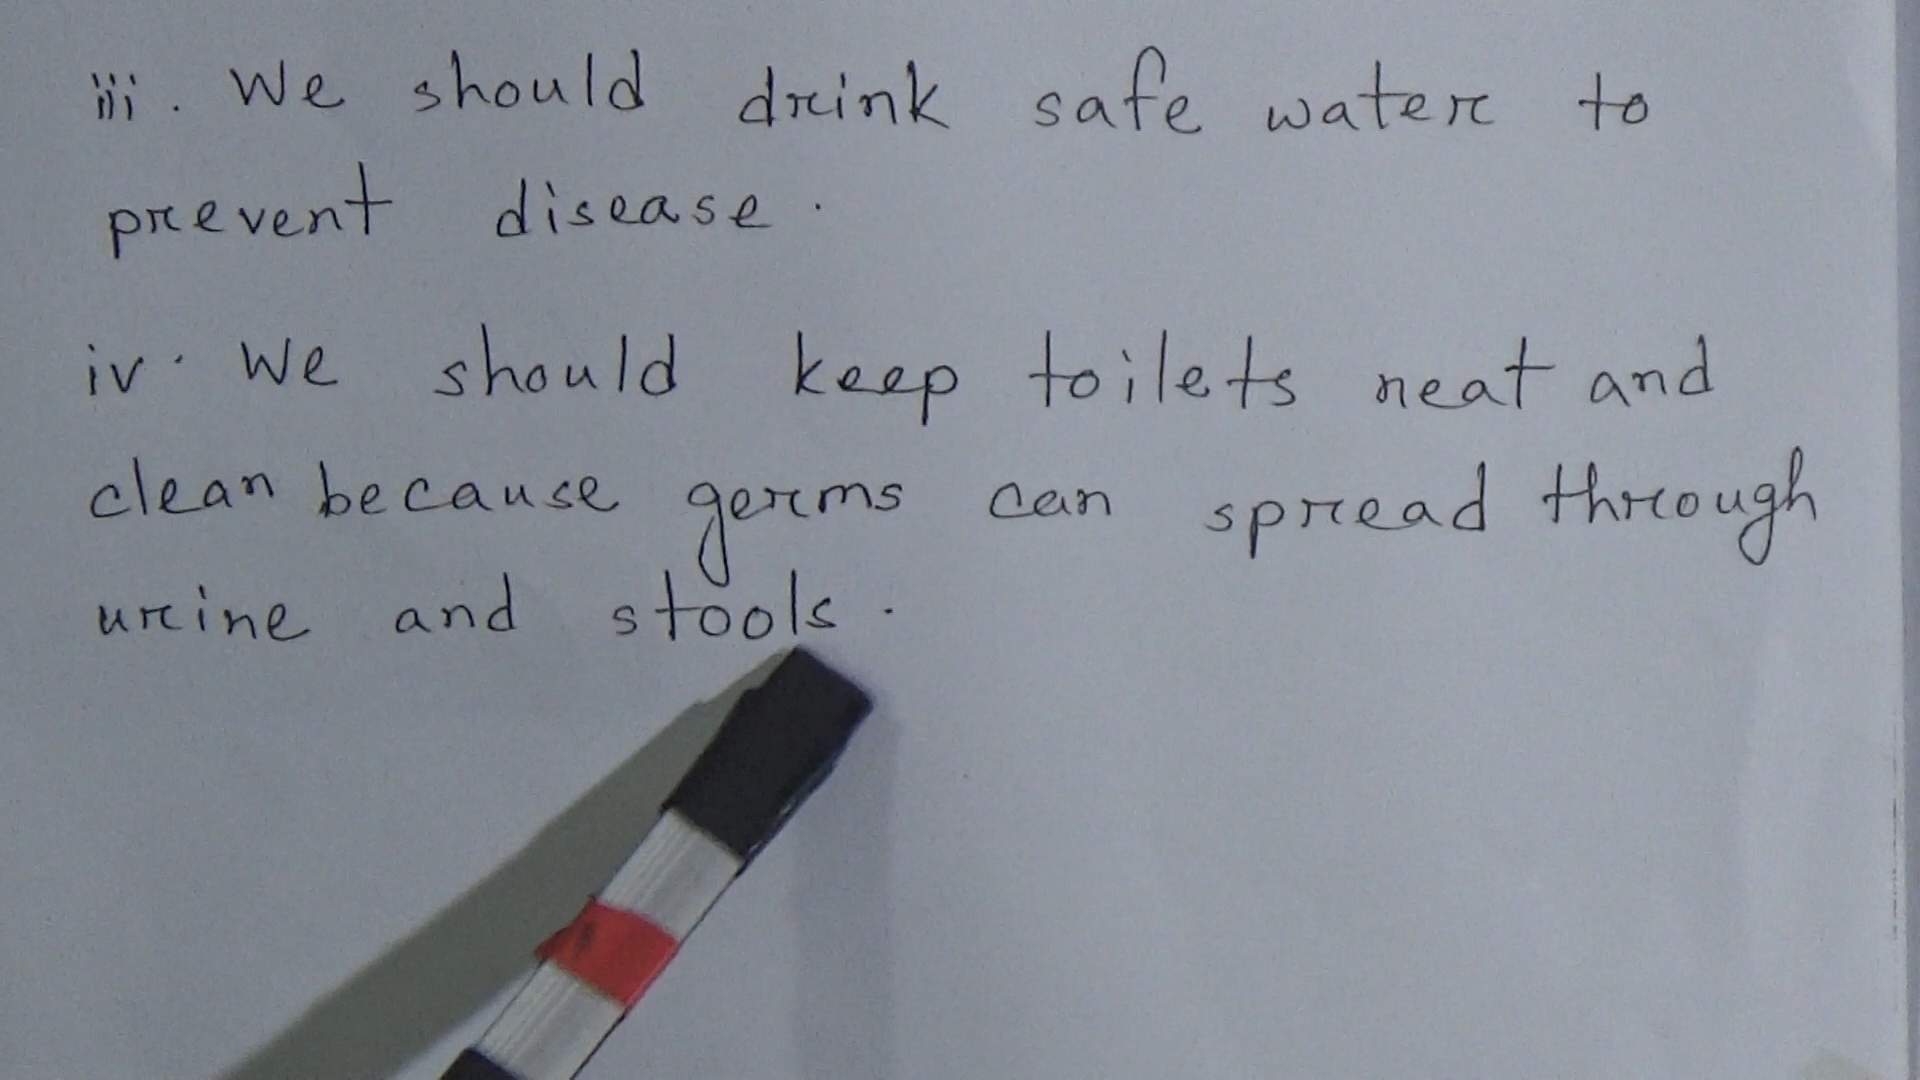 iii. We should drink safe water to
prevent disease.
iv. We should keep toilets neat and
clean because germs can spread through
urine and stools.